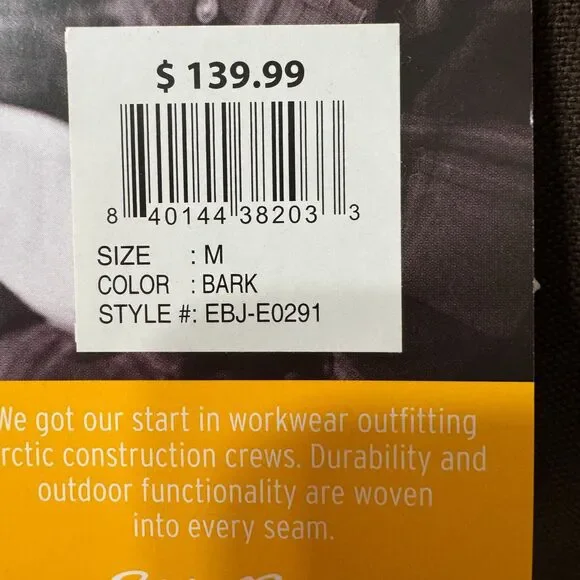 $ 139.99
8 40144 38203 3
SIZE : M
COLOR : BARK
STYLE #: EBJ-E0291
We got our start in workwear outfitting
construction crews. Durability and
outdoor functionality are woven
into every seam.